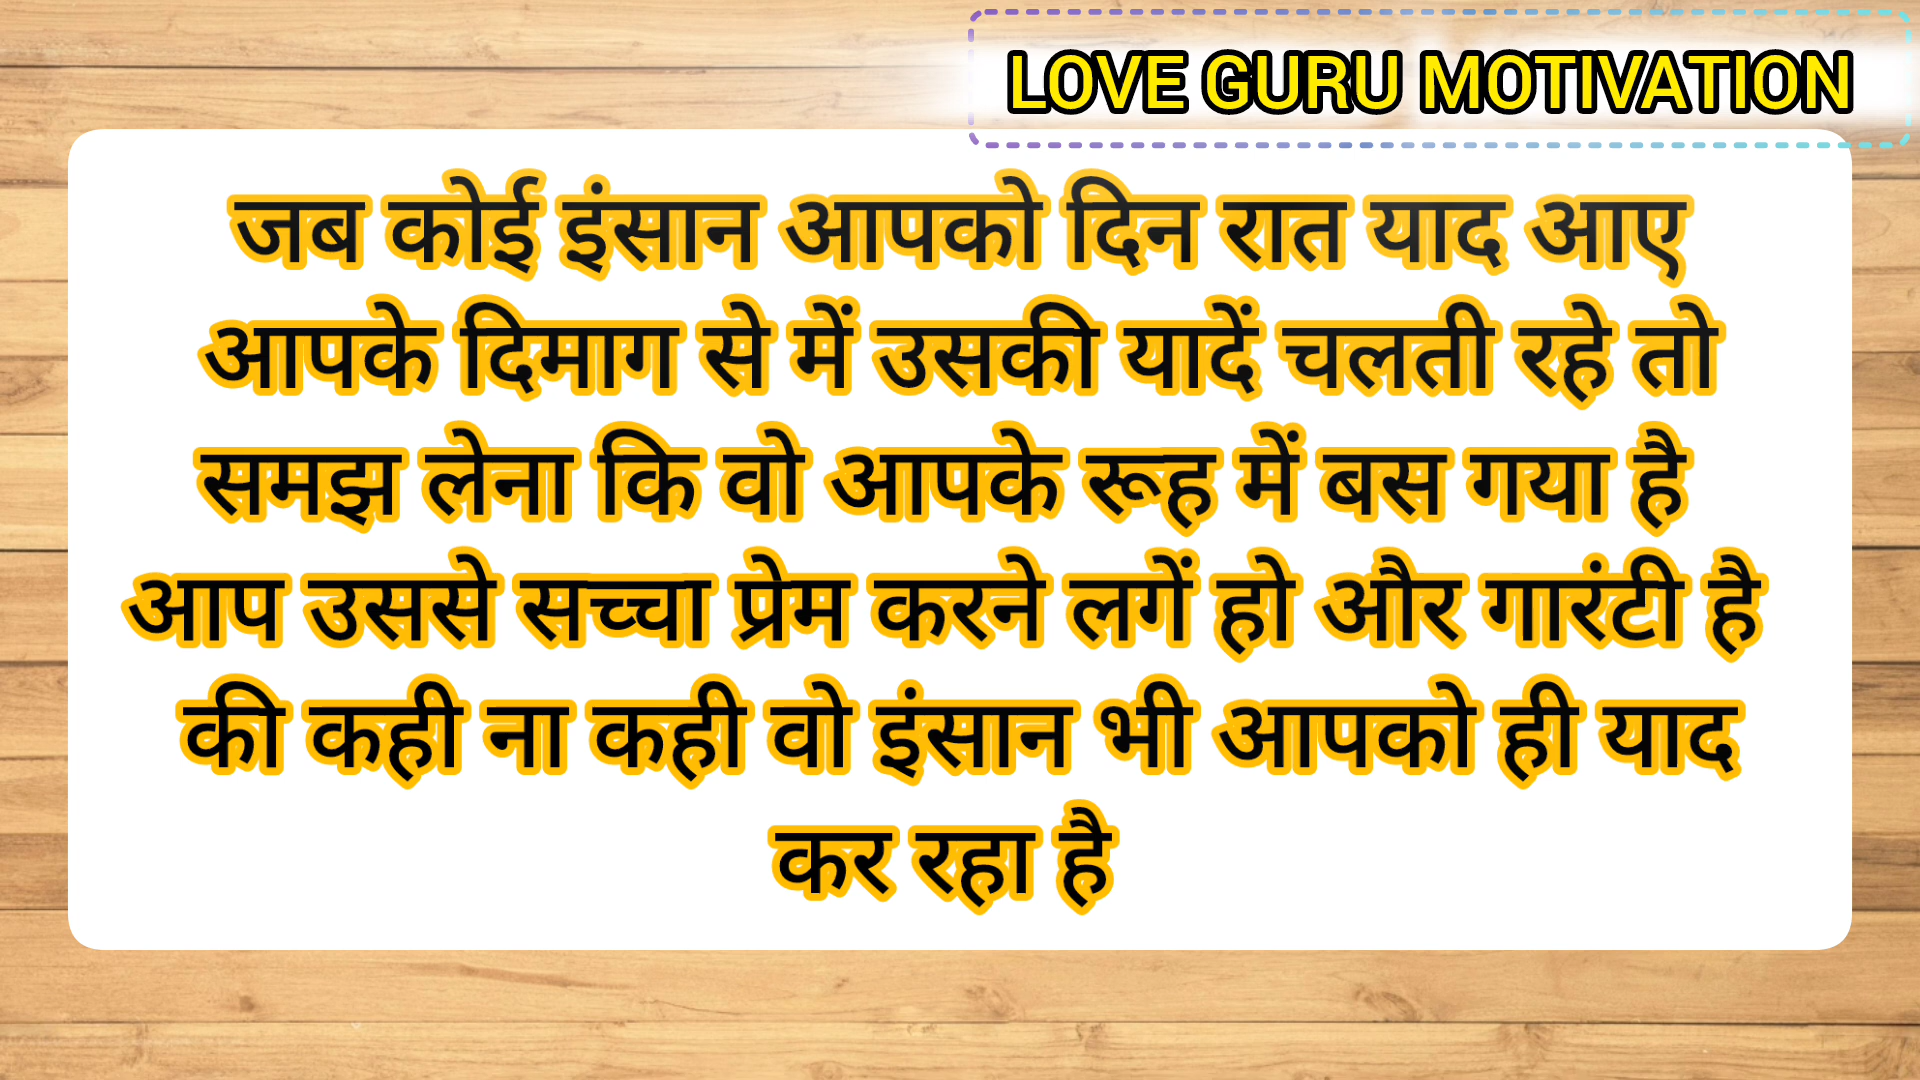 LOVE GURU MOTIVATION
जब कोई इंसान आपको दिन रात याद आए
आपके दिमाग से में उसकी यादें चलती रहे तो
समझ लेना कि वो आपके रूह में बस गया है
आप उससे सच्चा प्रेम करने लगें हो और गारंटी है
की कही ना कही वो इंसान भी आपको ही याद
कर रहा है